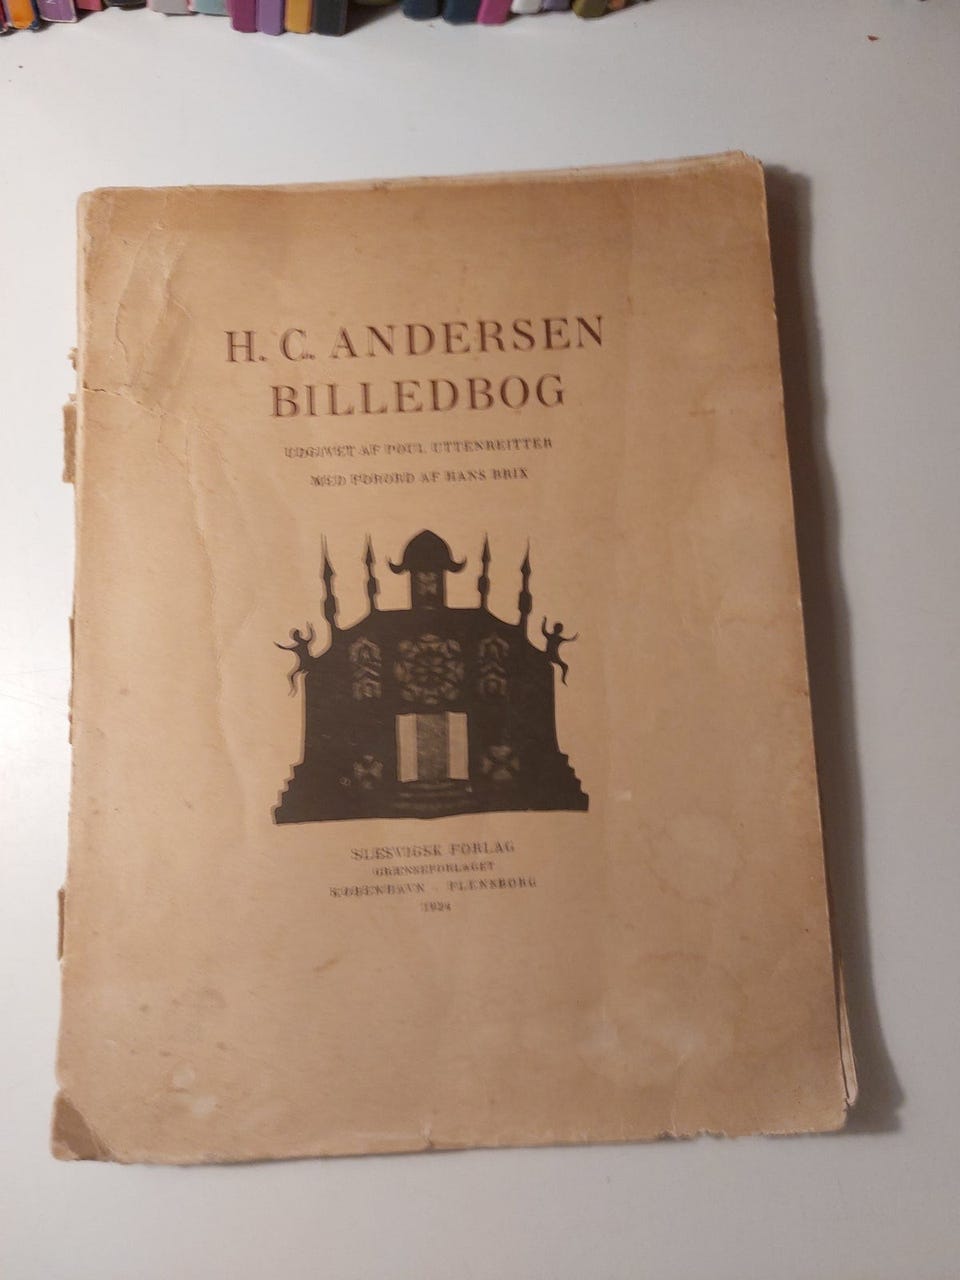 H. C. ANDERSEN
BILLEDBOG
UDGIVET AF POUL UTTENREITTER
MED FORORD AF HANS BRIX
SLESVIGSK FORLAG
GRÆNSEFORLAGET
KØBENHAVN - FLENSBORG
1924